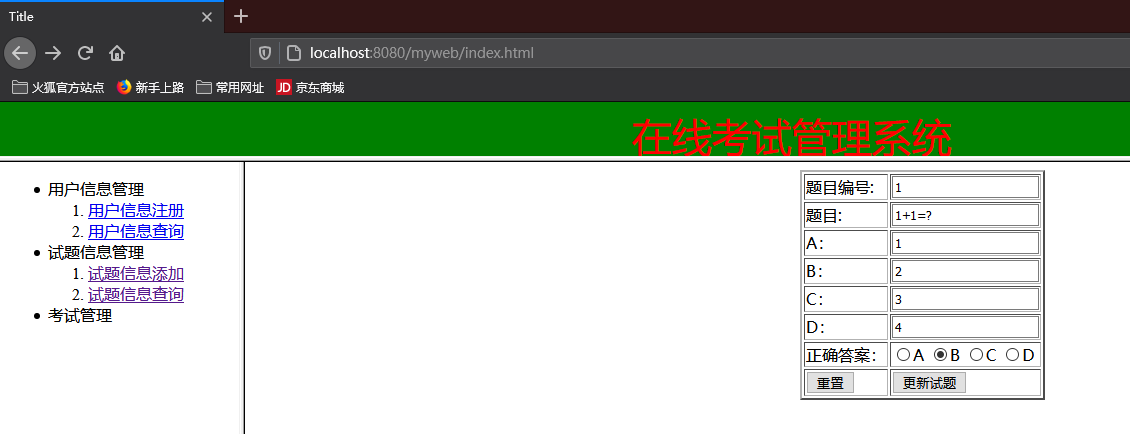 Title
localhost:8080/myweb/index.html
火狐官方站点 新手上路 常用网址 JD 京东商城
在线考试管理系统
用户信息管理
1. 用户信息注册
2. 用户信息查询
试题信息管理
1. 试题信息添加
2. 试题信息查询
考试管理
题目编号: 1
题目: 1+1=?
A: 1
B: 2
C: 3
D: 4
正确答案: A B C D
重置 更新试题